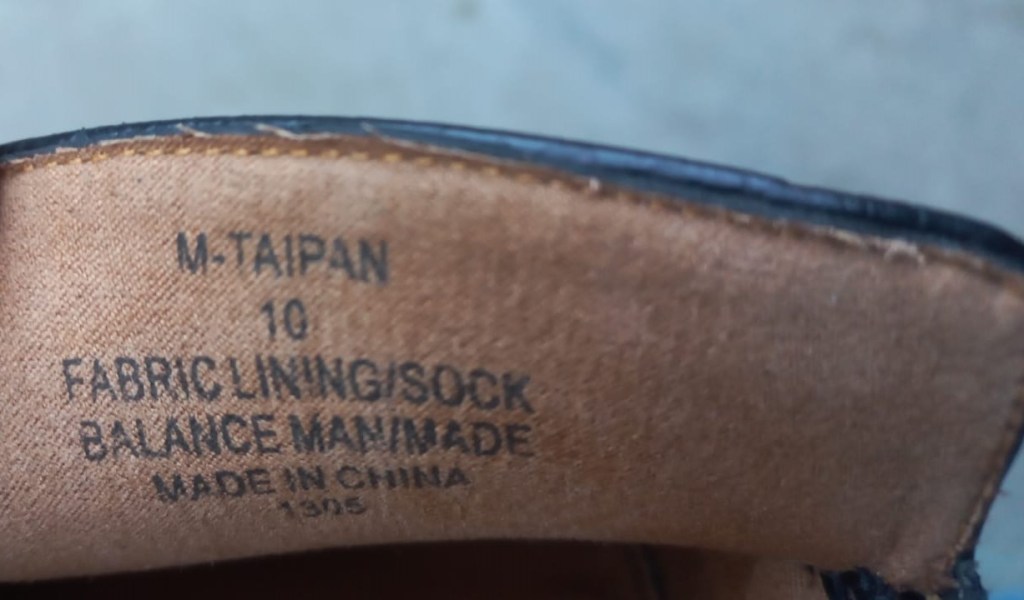 M-TAIPAN
10
FABRIC LINING/SOCK
BALANCE MAN/MADE
MADE IN CHINA
1305